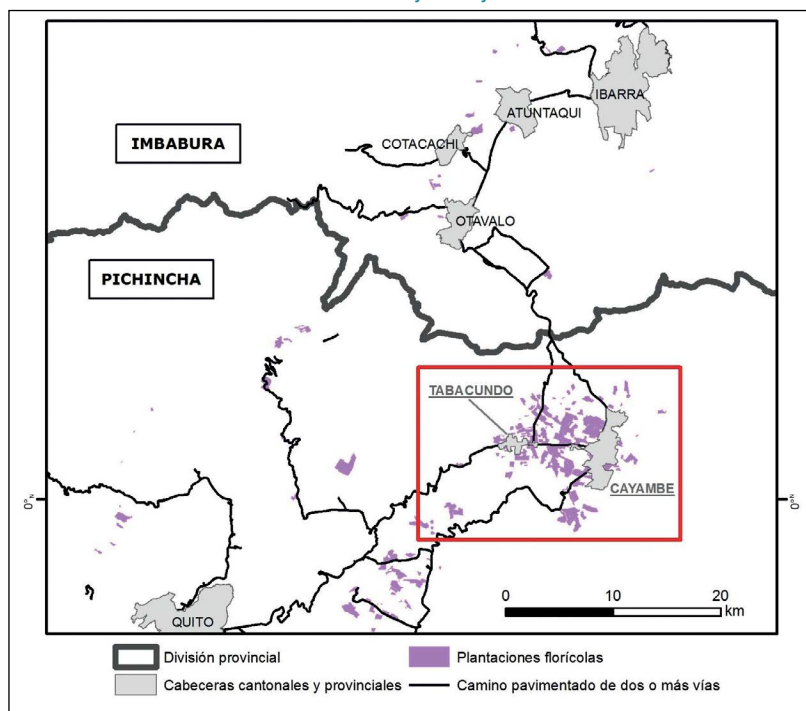 IBARRA
ATUNTAQUI
COTACACHI
IMBABURA
OTAVALO
PICHINCHA
TABACUNDO
CAYAMBE
0°N
0°N
0 10 20
km
QUITO
División provincial
Plantaciones florícolas
Cabeceras cantonales y provinciales
Camino pavimentado de dos o más vías